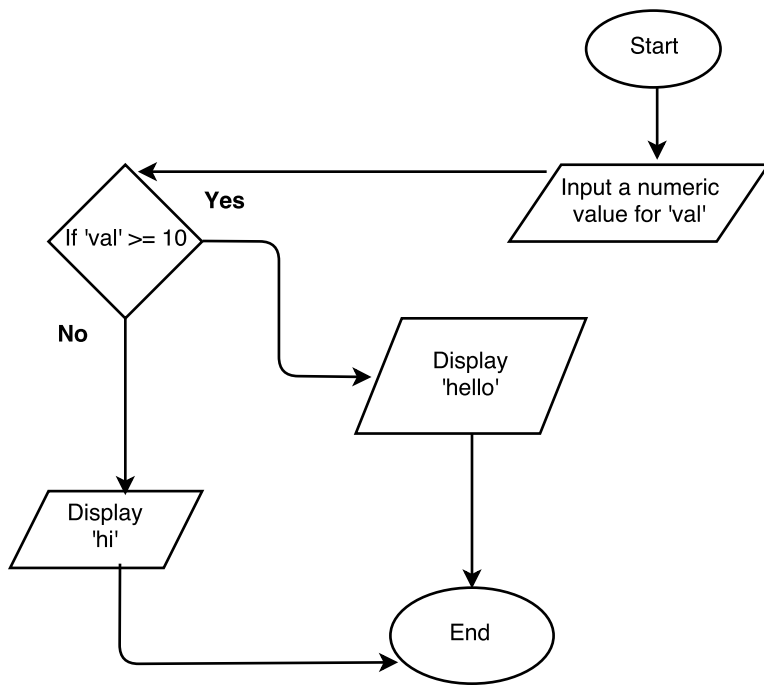 Start
Input a numeric
value for 'val'
If 'val' >= 10
Yes
No
Display
'hello'
Display
'hi'
End